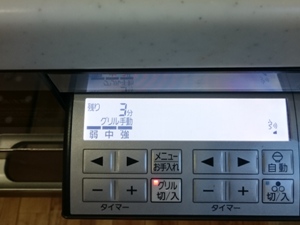 残り 3分
グリル手動
弱 中 強
◀ ▶ メニュー お手入れ ◀ ▶ 自動
− + グリル 切/入 − + 切/入
タイマー タイマー